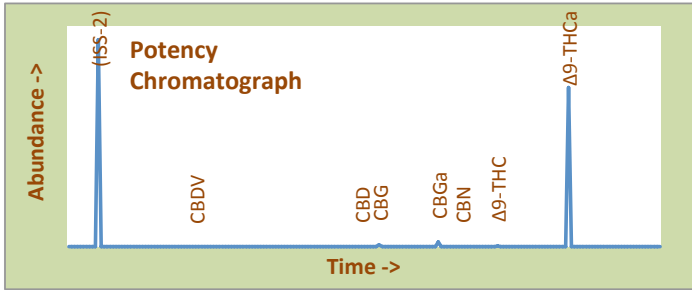 (ISS-2)
Potency
Chromatograph
Abundance ->
CBDV
CBD
CBG
CBGa
CBN
Δ9-THC
Δ9-THCa
Time ->